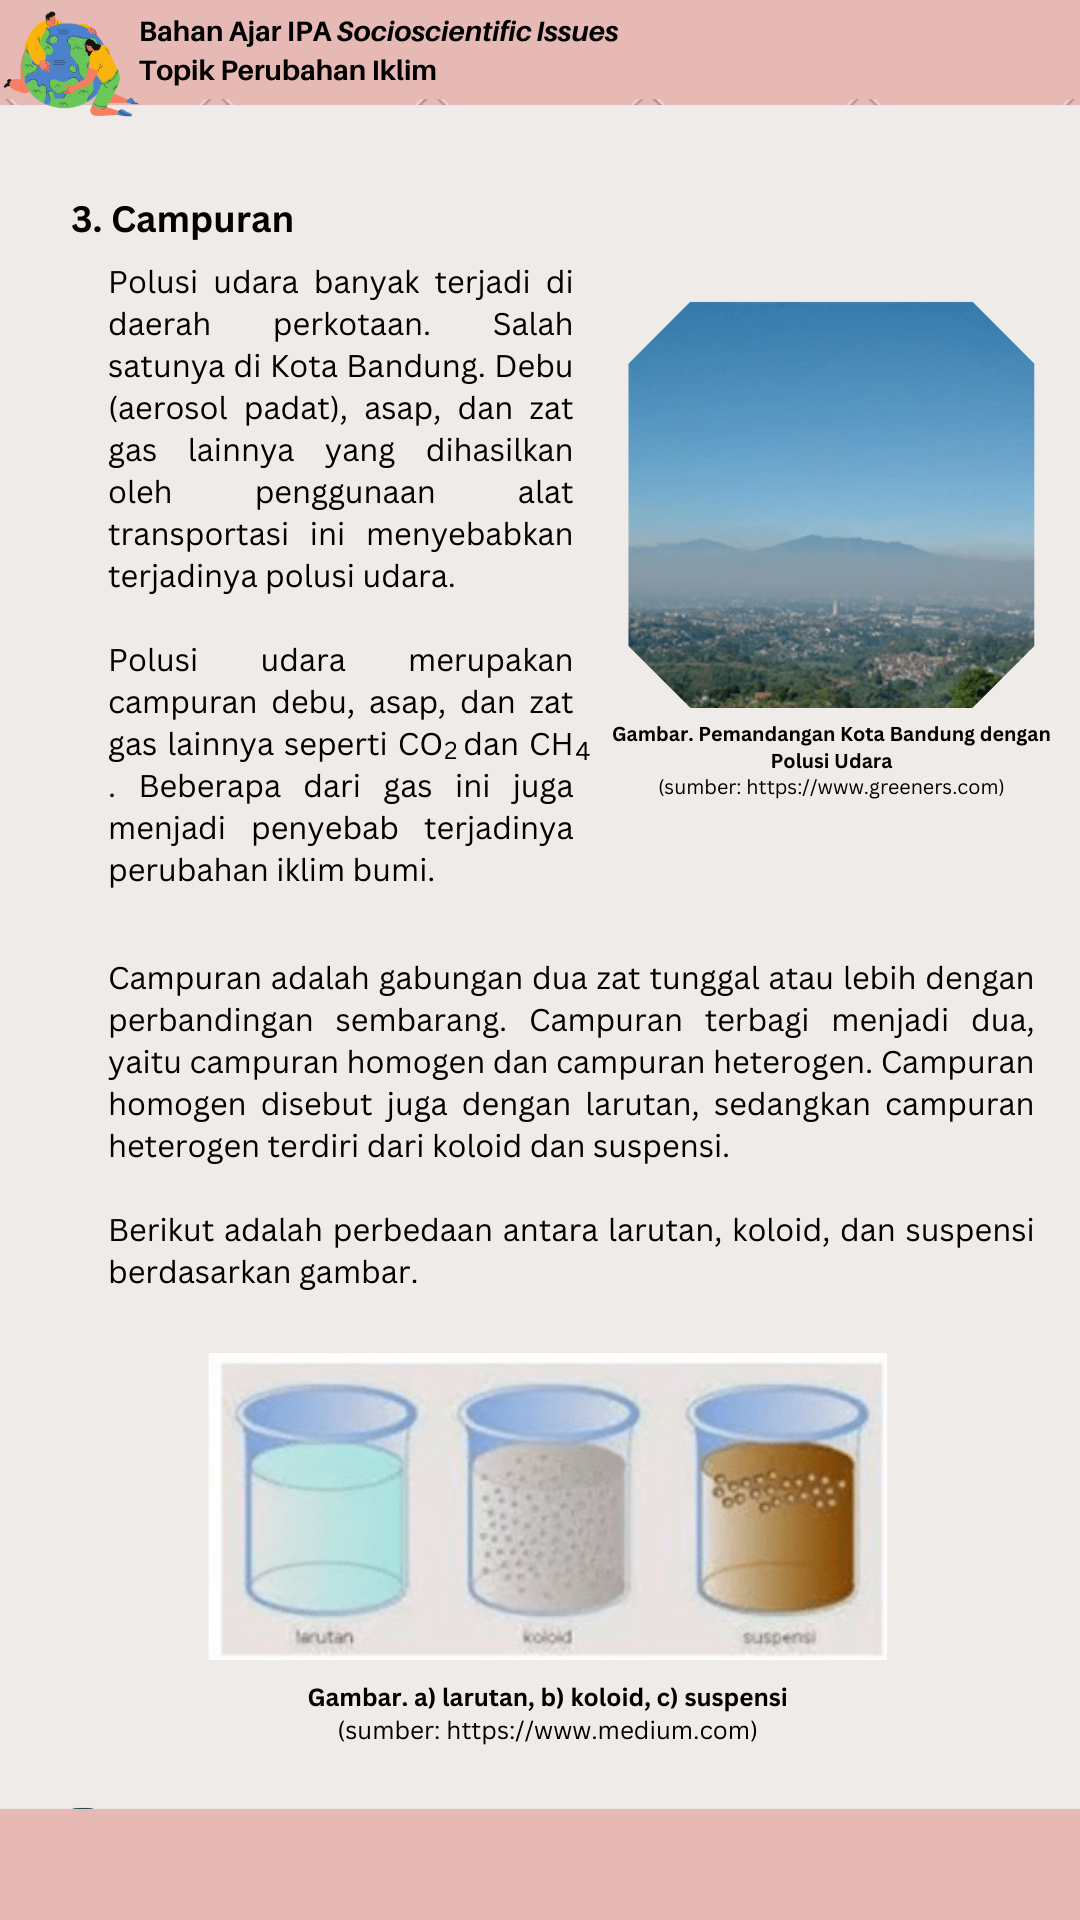 Bahan Ajar IPA Socioscientific Issues
Topik Perubahan Iklim
3. Campuran
Polusi udara banyak terjadi di
daerah perkotaan. Salah
satunya di Kota Bandung. Debu
(aerosol padat), asap, dan zat
gas lainnya yang dihasilkan
oleh penggunaan alat
transportasi ini menyebabkan
terjadinya polusi udara.
Polusi udara merupakan
campuran debu, asap, dan zat
gas lainnya seperti CO2 dan CH4
. Beberapa dari gas ini juga
menjadi penyebab terjadinya
perubahan iklim bumi.
Gambar. Pemandangan Kota Bandung dengan
Polusi Udara
(sumber: https://www.greeners.com)
Campuran adalah gabungan dua zat tunggal atau lebih dengan
perbandingan sembarang. Campuran terbagi menjadi dua,
yaitu campuran homogen dan campuran heterogen. Campuran
homogen disebut juga dengan larutan, sedangkan campuran
heterogen terdiri dari koloid dan suspensi.
Berikut adalah perbedaan antara larutan, koloid, dan suspensi
berdasarkan gambar.
larutan koloid suspensi
Gambar. a) larutan, b) koloid, c) suspensi
(sumber: https://www.medium.com)